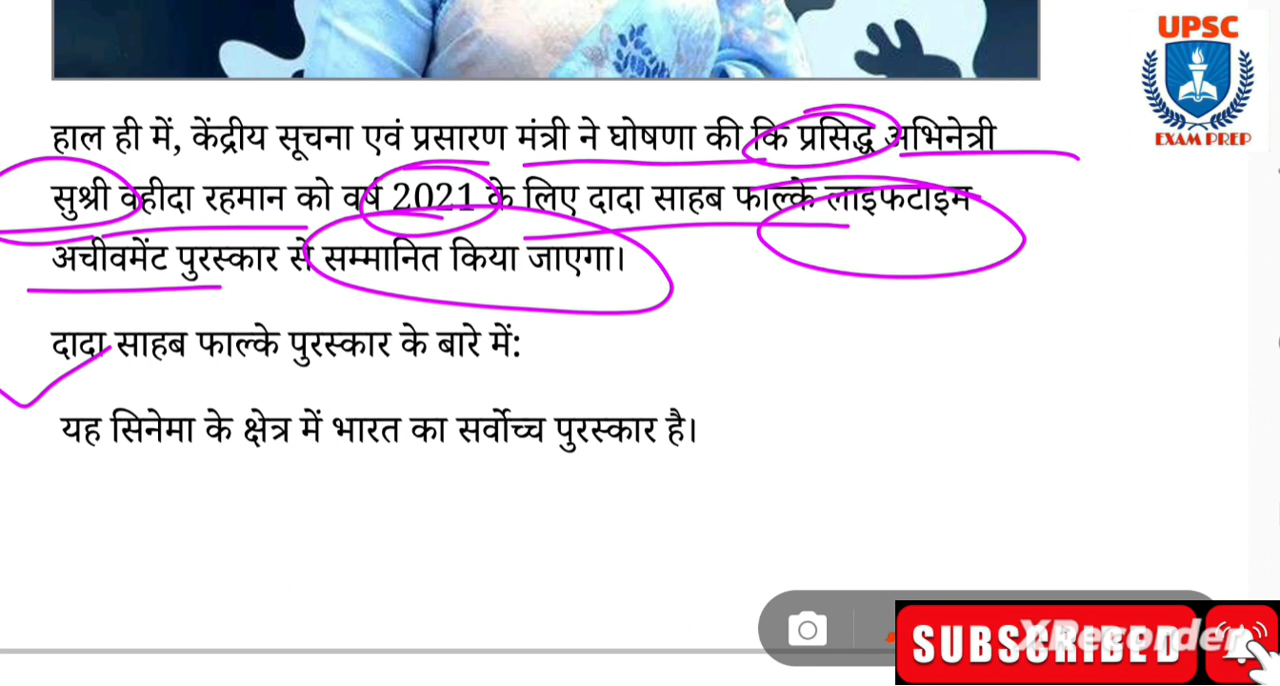 UPSC
EXAM PREP
हाल ही में, केंद्रीय सूचना एवं प्रसारण मंत्री ने घोषणा की कि प्रसिद्ध अभिनेत्री
सुश्री वहीदा रहमान को वर्ष 2021 के लिए दादा साहब फाल्के लाइफटाइम
अचीवमेंट पुरस्कार से सम्मानित किया जाएगा।
दादा साहब फाल्के पुरस्कार के बारे में:
यह सिनेमा के क्षेत्र में भारत का सर्वोच्च पुरस्कार है।
SUBSCRIBED
XRecorder